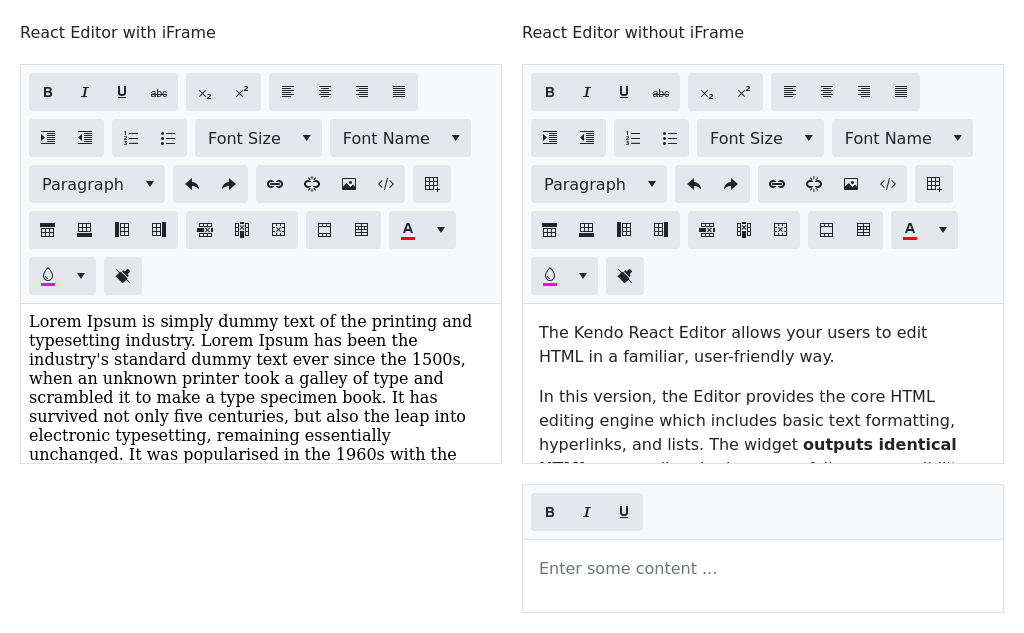 React Editor with iFrame
B I U abc x₂ x²
Font Size Font Name
Paragraph
A
Lorem Ipsum is simply dummy text of the printing and
typesetting industry. Lorem Ipsum has been the
industry's standard dummy text ever since the 1500s,
when an unknown printer took a galley of type and
scrambled it to make a type specimen book. It has
survived not only five centuries, but also the leap into
electronic typesetting, remaining essentially
unchanged. It was popularised in the 1960s with the
React Editor without iFrame
B I U abc x₂ x²
Font Size Font Name
Paragraph
A
The Kendo React Editor allows your users to edit
HTML in a familiar, user-friendly way.
In this version, the Editor provides the core HTML
editing engine which includes basic text formatting,
hyperlinks, and lists. The widget outputs identical
B I U
Enter some content ...